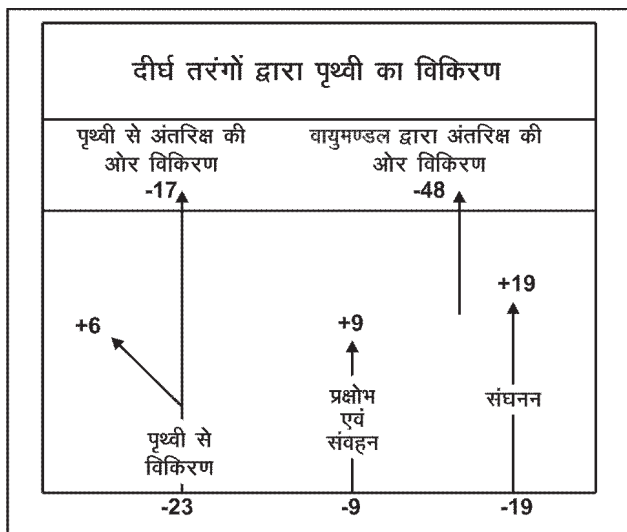 दीर्घ तरंगों द्वारा पृथ्वी का विकिरण
पृथ्वी से अंतरिक्ष की
ओर विकिरण
-17
वायुमण्डल द्वारा अंतरिक्ष की
ओर विकिरण
-48
+6
+9
+19
पृथ्वी से
विकिरण
प्रक्षोभ
एवं
संवहन
संघनन
-23
-9
-19